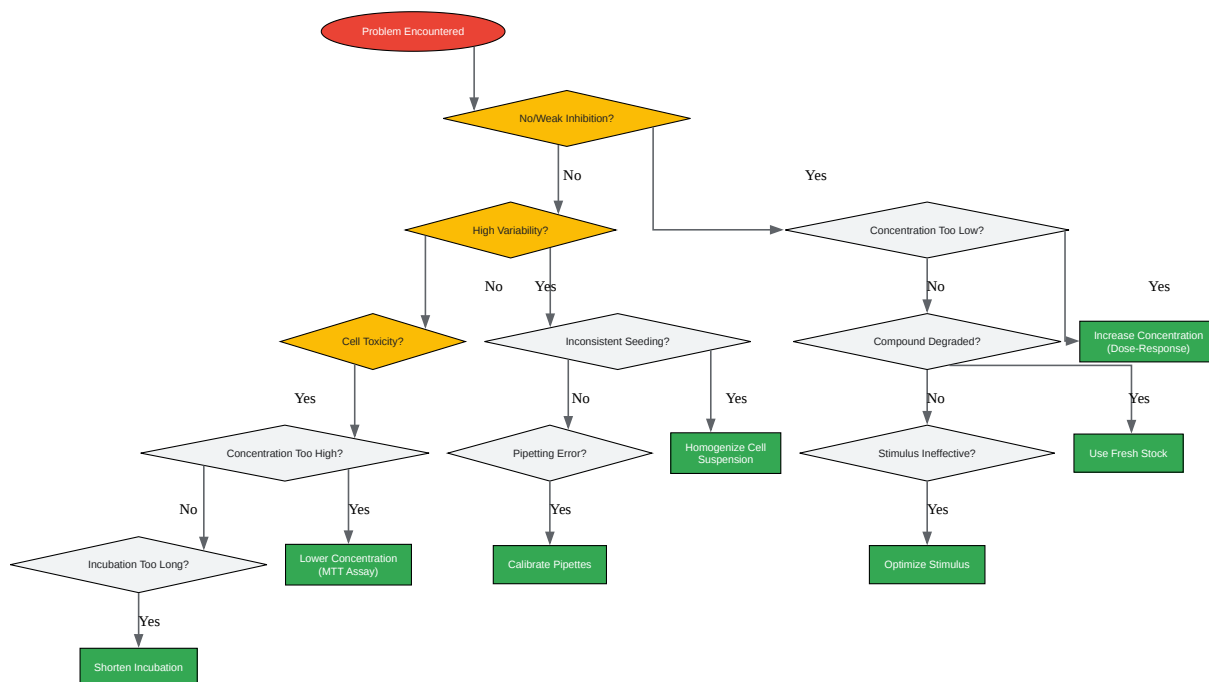 Problem Encountered
No/Weak Inhibition?
No
Yes
High Variability?
Concentration Too Low?
No
Yes
No
Yes
Cell Toxicity?
Inconsistent Seeding?
Compound Degraded?
Increase Concentration
(Dose-Response)
Yes
No
Yes
No
Yes
Concentration Too High?
Pipetting Error?
Homogenize Cell
Suspension
Stimulus Ineffective?
Use Fresh Stock
No
Yes
Yes
Yes
Incubation Too Long?
Lower Concentration
(MTT Assay)
Calibrate Pipettes
Optimize Stimulus
Yes
Shorten Incubation